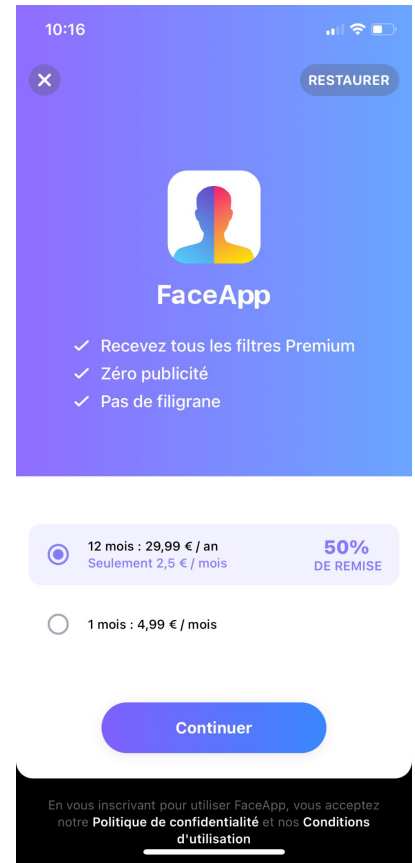 10:16
RESTAURER
FaceApp
Recevez tous les filtres Premium
Zéro publicité
Pas de filigrane
12 mois : 29,99 € / an
Seulement 2,5 € / mois
50%
DE REMISE
1 mois : 4,99 € / mois
Continuer
En vous inscrivant pour utiliser FaceApp, vous acceptez
notre Politique de confidentialité et nos Conditions
d'utilisation